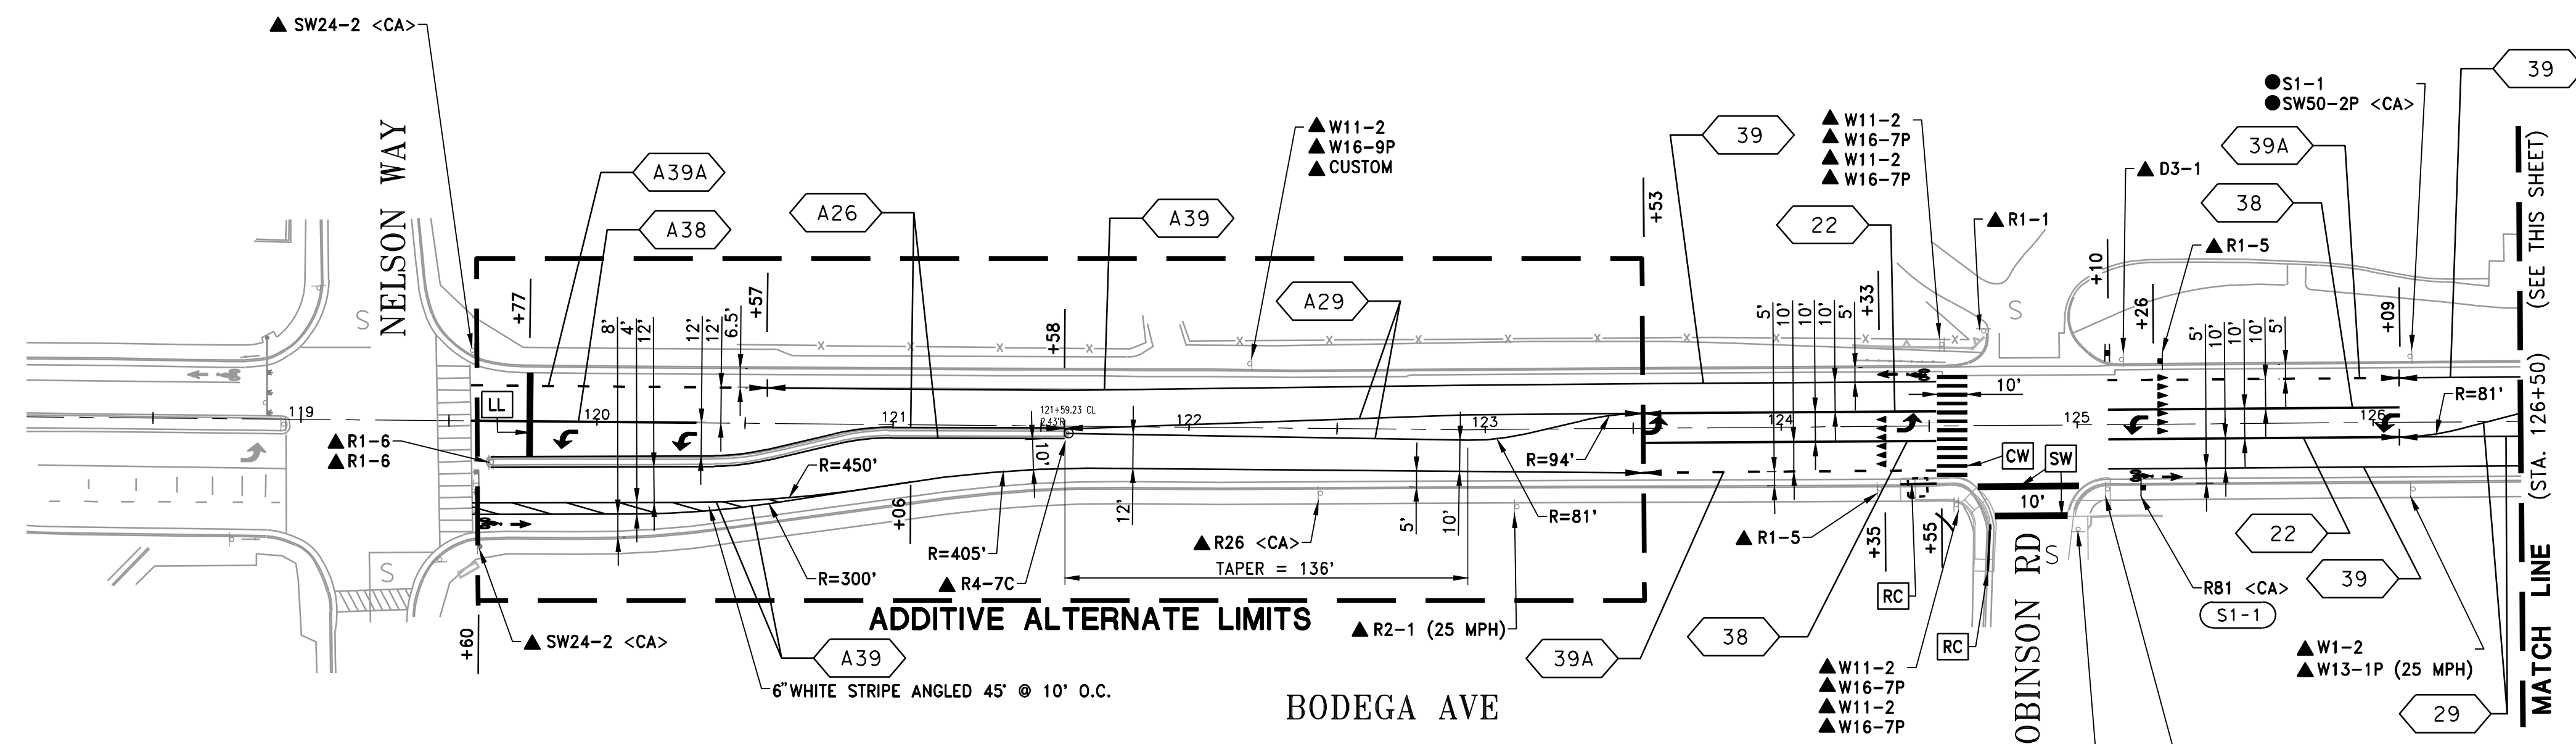 ▲ SW24-2 <CA>
NELSON WAY
A39A
A38
A26
A39
▲ W11-2
▲ W16-9P
▲ CUSTOM
A29
39
+53
▲ W11-2
▲ W16-7P
▲ W11-2
▲ W16-7P
22
▲ R1-1
● S1-1
● SW50-2P <CA>
39
39A
▲ D3-1
38
▲ R1-5
MATCH LINE (STA. 126+50) (SEE THIS SHEET)
+77
+57
+58
+33
+10
+26
+09
8'
4'
12'
12'
12'
6.5'
5'
10'
10'
10'
5'
5'
10'
10'
10'
5'
S
S
119
120
121
122
123
124
125
126
121+59.23 CL
LL
▲ R1-6
▲ R1-6
10'
10'
R=81'
R=450'
R=94'
CW
SW
10'
12'
5'
10'
R=81'
+06
R=405'
R=300'
▲ R26 <CA>
TAPER = 136'
▲ R4-7C
▲ R1-5
+35
+55
RC
RC
S
S
22
39
R81 <CA>
S1-1
ADDITIVE ALTERNATE LIMITS
+60
▲ SW24-2 <CA>
A39
6" WHITE STRIPE ANGLED 45° @ 10' O.C.
▲ R2-1 (25 MPH)
39A
38
▲ W11-2
▲ W16-7P
▲ W11-2
▲ W16-7P
▲ W1-2
▲ W13-1P (25 MPH)
29
BODEGA AVE
OBINSON RD